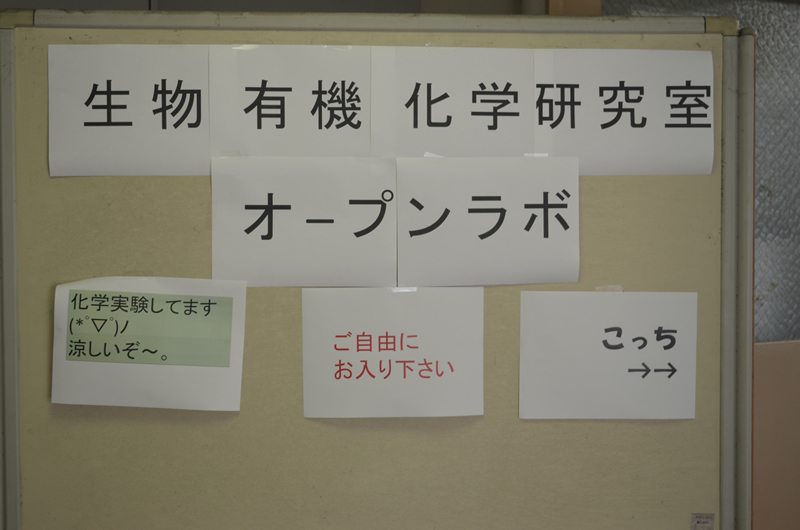 生物有機化学研究室
オープンラボ
化学実験してます
(*ﾟ▽ﾟ)ﾉ
涼しいぞ～。
ご自由に
お入り下さい
こっち
→→